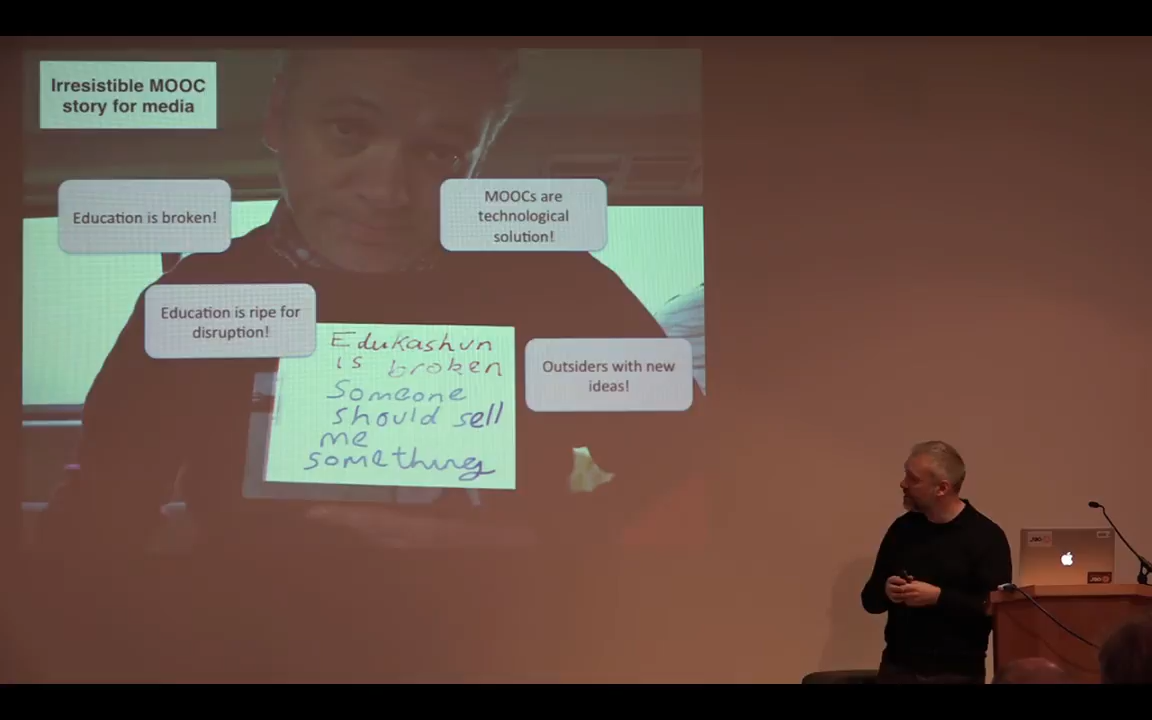 Irresistible MOOC
story for media
Education is broken!
MOOCs are
technological
solution!
Education is ripe for
disruption!
Outsiders with new
ideas!
Edukashun
is broken
Someone
should sell
me
something